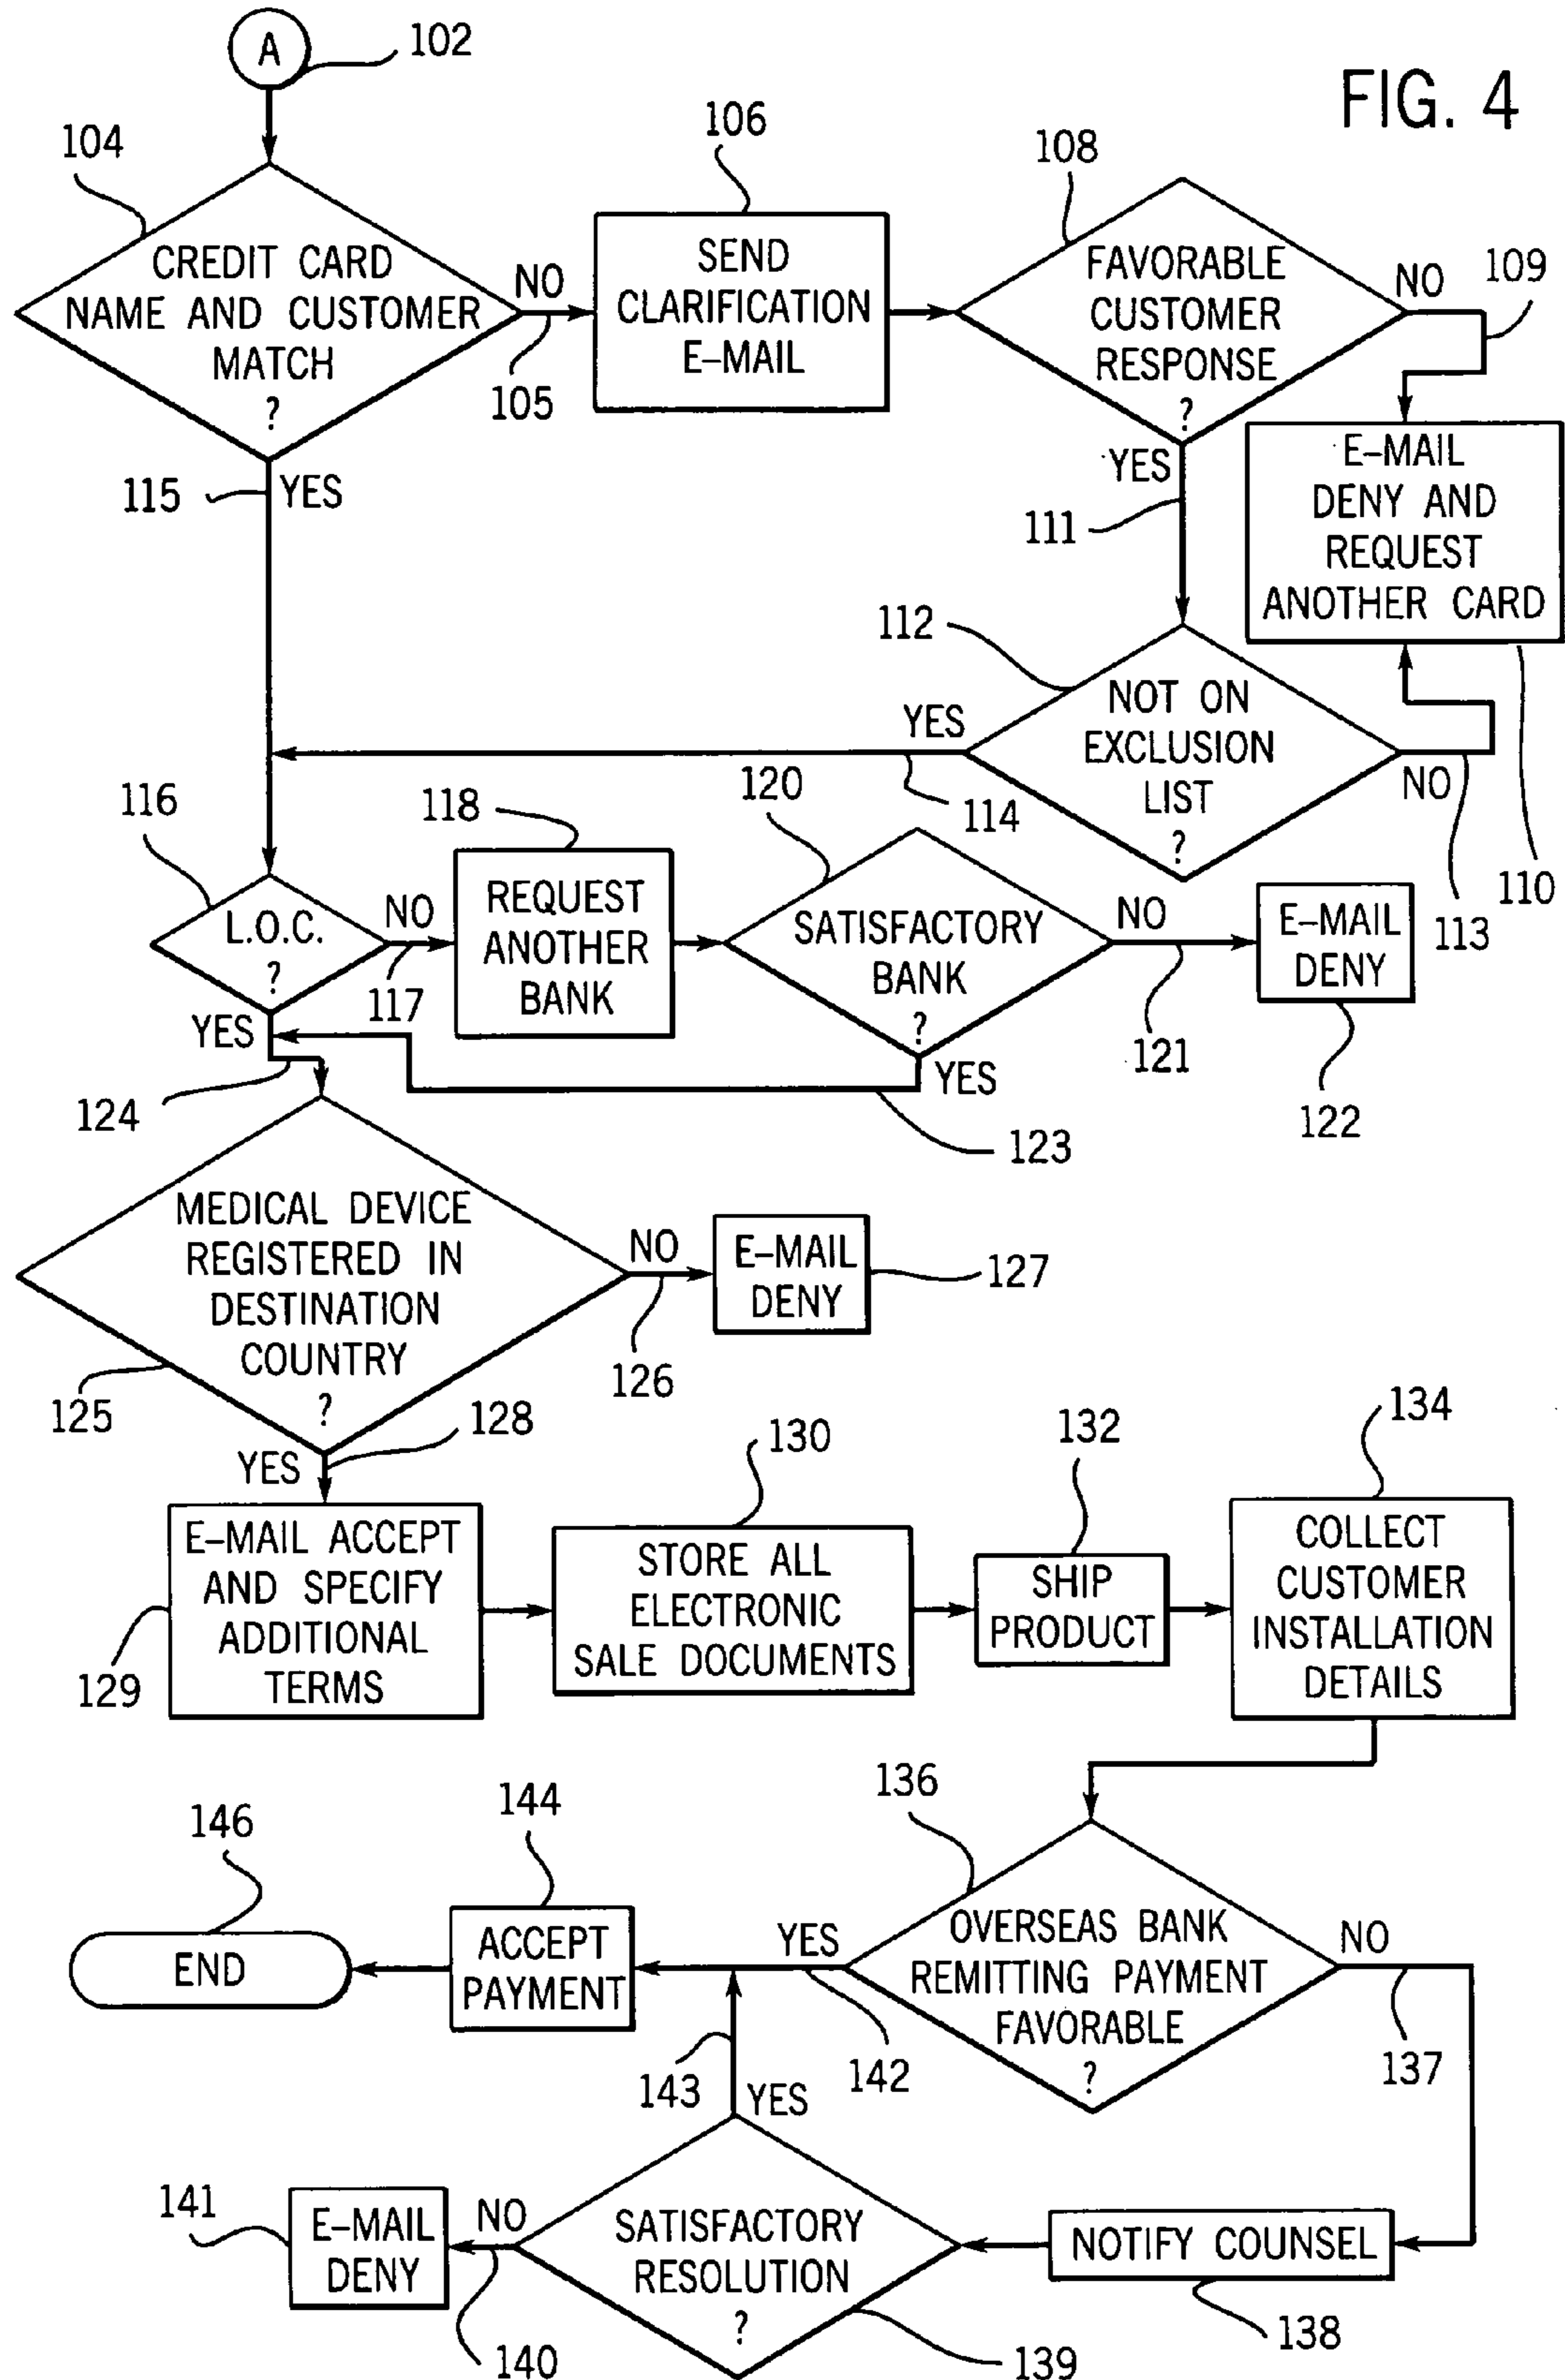 FIG. 4
A
102
104
CREDIT CARD
NAME AND CUSTOMER
MATCH
?
NO
105
106
SEND
CLARIFICATION
E-MAIL
108
FAVORABLE
CUSTOMER
RESPONSE
?
NO
109
E-MAIL
DENY AND
REQUEST
ANOTHER CARD
110
YES
111
115
YES
112
NOT ON
EXCLUSION
LIST
?
YES
114
NO
113
116
L.O.C.
?
NO
117
118
REQUEST
ANOTHER
BANK
120
SATISFACTORY
BANK
?
NO
121
E-MAIL
DENY
122
YES
123
YES
124
MEDICAL DEVICE
REGISTERED IN
DESTINATION
COUNTRY
?
125
NO
126
E-MAIL
DENY
127
YES
128
E-MAIL ACCEPT
AND SPECIFY
ADDITIONAL
TERMS
129
130
STORE ALL
ELECTRONIC
SALE DOCUMENTS
132
SHIP
PRODUCT
134
COLLECT
CUSTOMER
INSTALLATION
DETAILS
136
OVERSEAS BANK
REMITTING PAYMENT
FAVORABLE
?
NO
137
YES
142
144
ACCEPT
PAYMENT
146
END
143
YES
NOTIFY COUNSEL
138
SATISFACTORY
RESOLUTION
?
139
NO
140
E-MAIL
DENY
141